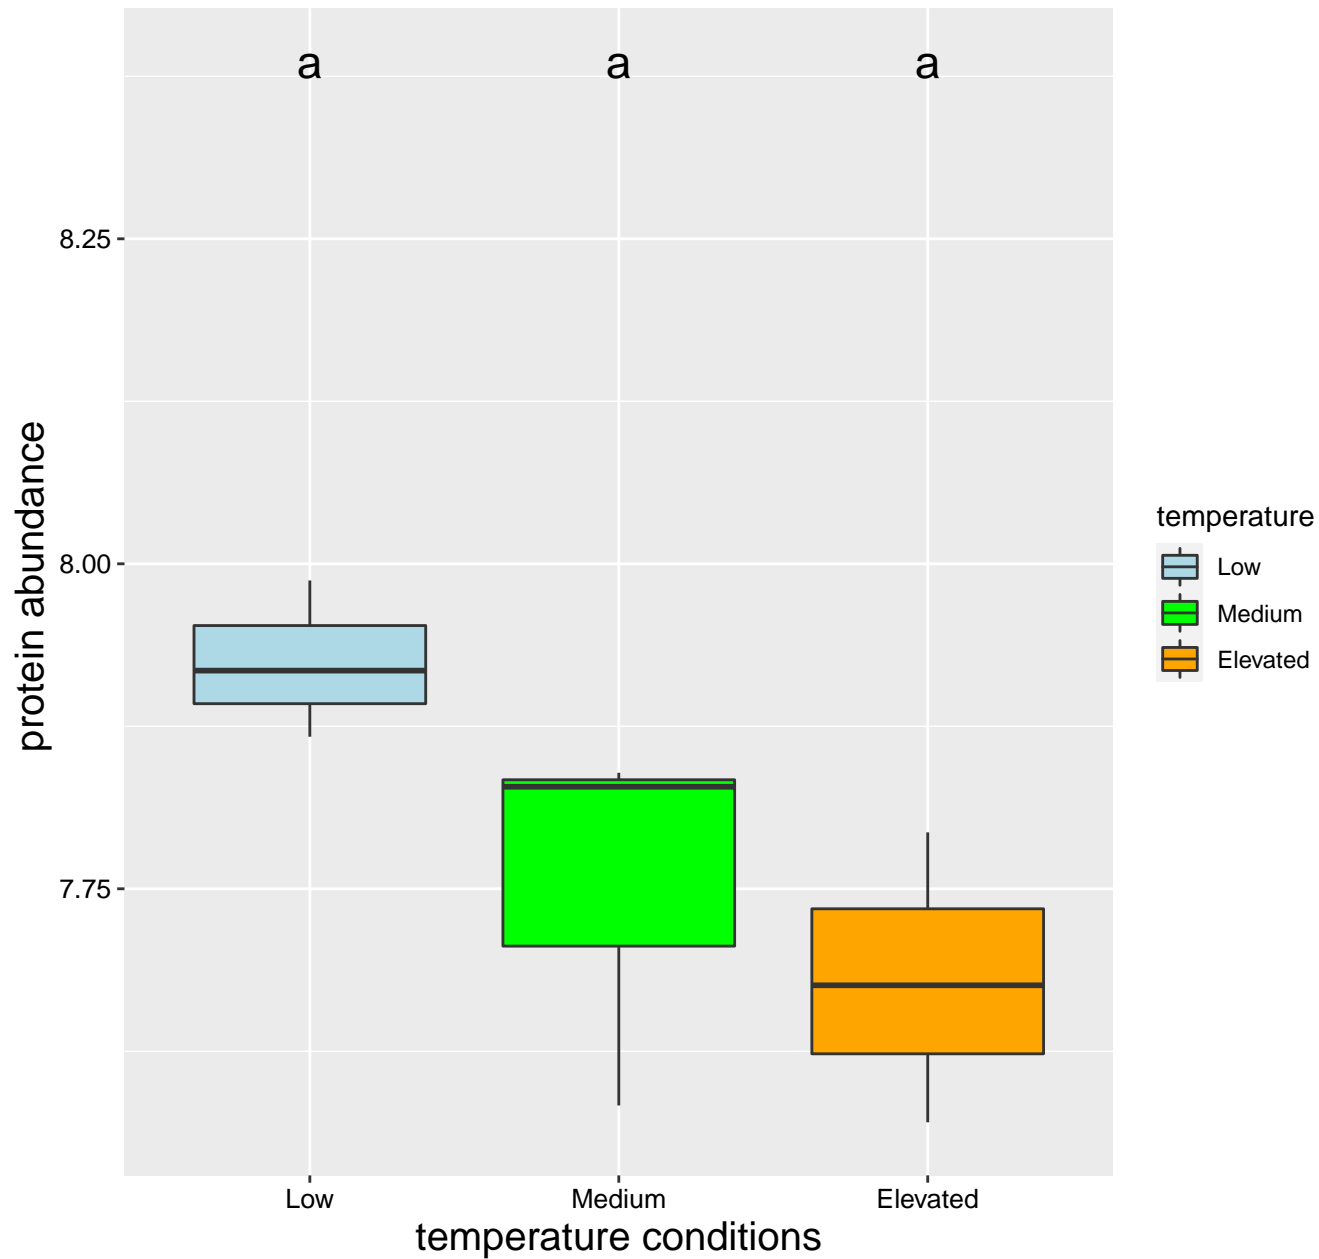 a a a
8.25
8.00
7.75
protein abundance
Low Medium Elevated
temperature conditions
temperature
Low
Medium
Elevated